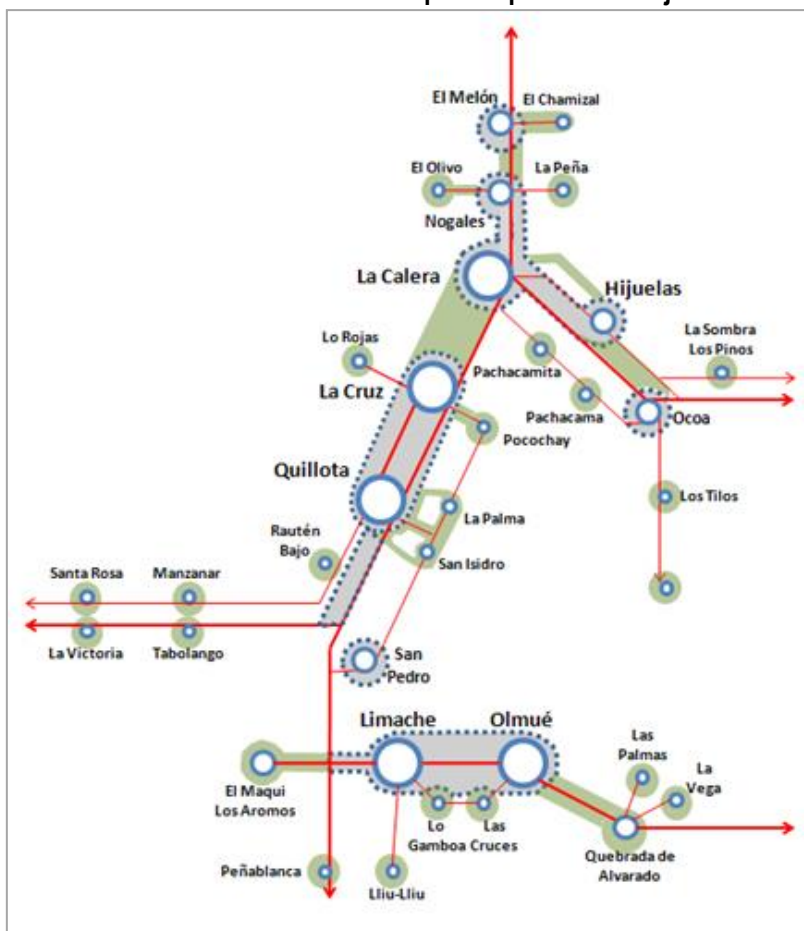 El Melón
El Chamizal
El Olivo
La Peña
Nogales
La Calera
Hijuelas
Lo Rojas
La Sombra
Los Pinos
La Cruz
Pachacamita
Pachacama
Ocoa
Pocochay
Quillota
La Palma
Los Tilos
Rautén
Bajo
San Isidro
Santa Rosa
Manzanar
La Victoria
Tabolango
San
Pedro
Limache
Olmué
Las
Palmas
La
Vega
El Maqui
Los Aromos
Lo
Gamboa
Las
Cruces
Quebrada de
Alvarado
Peñablanca
Lliu-Lliu